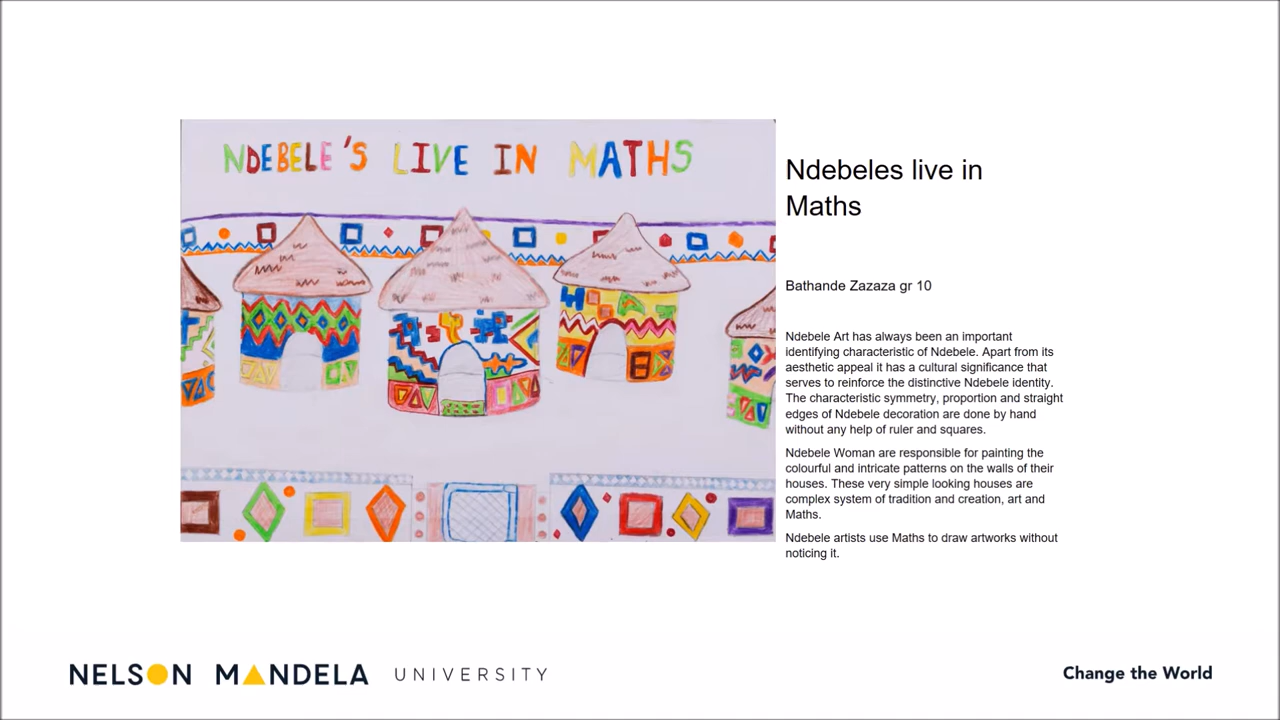 NDEBELE'S LIVE IN MATHS
Ndebeles live in
Maths
Bathande Zazaza gr 10
Ndebele Art has always been an important
identifying characteristic of Ndebele. Apart from its
aesthetic appeal it has a cultural significance that
serves to reinforce the distinctive Ndebele identity.
The characteristic symmetry, proportion and straight
edges of Ndebele decoration are done by hand
without any help of ruler and squares.
Ndebele Woman are responsible for painting the
colourful and intricate patterns on the walls of their
houses. These very simple looking houses are
complex system of tradition and creation, art and
Maths.
Ndebele artists use Maths to draw artworks without
noticing it.
NELSON MANDELA UNIVERSITY
Change the World